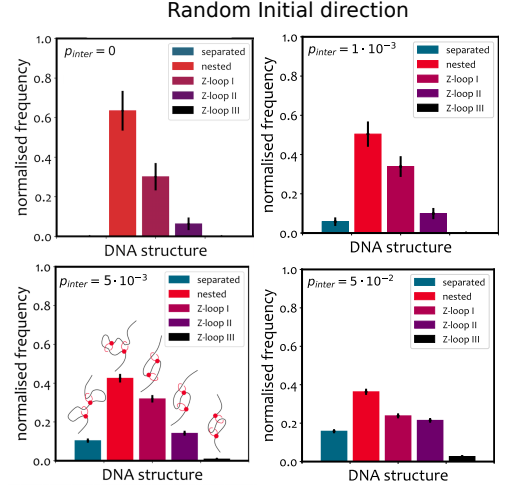 Random Initial direction
normalised frequency
1.0
0.8
0.6
0.4
0.2
0.0
p_inter = 0
separated
nested
Z-loop I
Z-loop II
Z-loop III
DNA structure
normalised frequency
1.0
0.8
0.6
0.4
0.2
0.0
p_inter = 1·10⁻³
separated
nested
Z-loop I
Z-loop II
Z-loop III
DNA structure
normalised frequency
1.0
0.8
0.6
0.4
0.2
0.0
p_inter = 5·10⁻³
separated
nested
Z-loop I
Z-loop II
Z-loop III
DNA structure
normalised frequency
1.0
0.8
0.6
0.4
0.2
0.0
p_inter = 5·10⁻²
separated
nested
Z-loop I
Z-loop II
Z-loop III
DNA structure